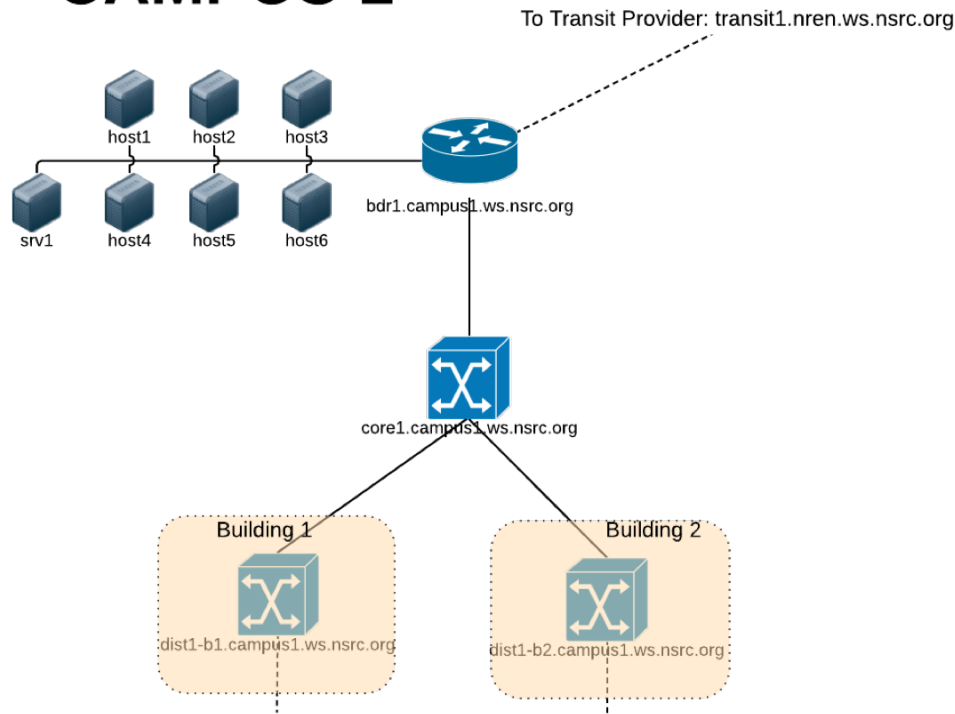 To Transit Provider: transit1.nren.ws.nsrc.org
host1
host2
host3
bdr1.campus1.ws.nsrc.org
srv1
host4
host5
host6
core1.campus1.ws.nsrc.org
Building 1
Building 2
dist1-b1.campus1.ws.nsrc.org
dist1-b2.campus1.ws.nsrc.org